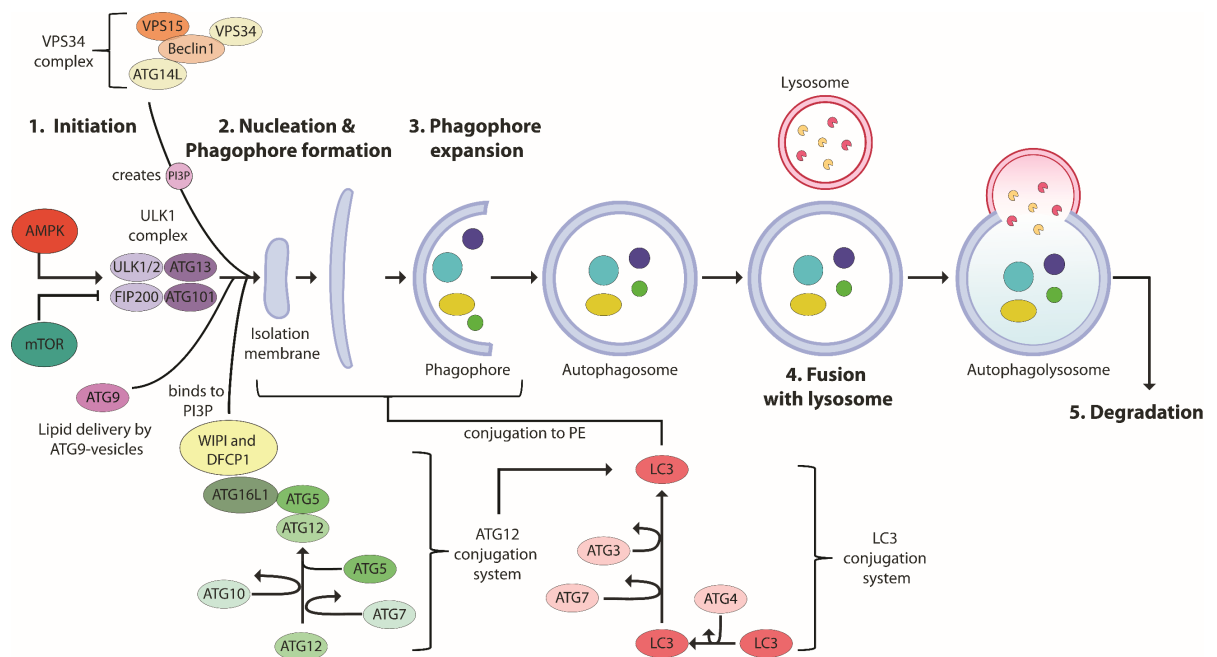 VPS34
complex
VPS15
VPS34
Beclin1
ATG14L
1. Initiation
2. Nucleation &
Phagophore formation
3. Phagophore
expansion
Lysosome
creates
PI3P
ULK1
complex
AMPK
ULK1/2
ATG13
FIP200
ATG101
mTOR
Isolation
membrane
Phagophore
Autophagosome
4. Fusion
with lysosome
Autophagolysosome
5. Degradation
ATG9
Lipid delivery by
ATG9-vesicles
binds to
PI3P
WIPI and
DFCP1
conjugation to PE
ATG16L1
ATG5
ATG12
ATG5
ATG10
ATG7
ATG12
ATG12
conjugation
system
LC3
ATG3
ATG7
ATG4
LC3
LC3
LC3
conjugation
system